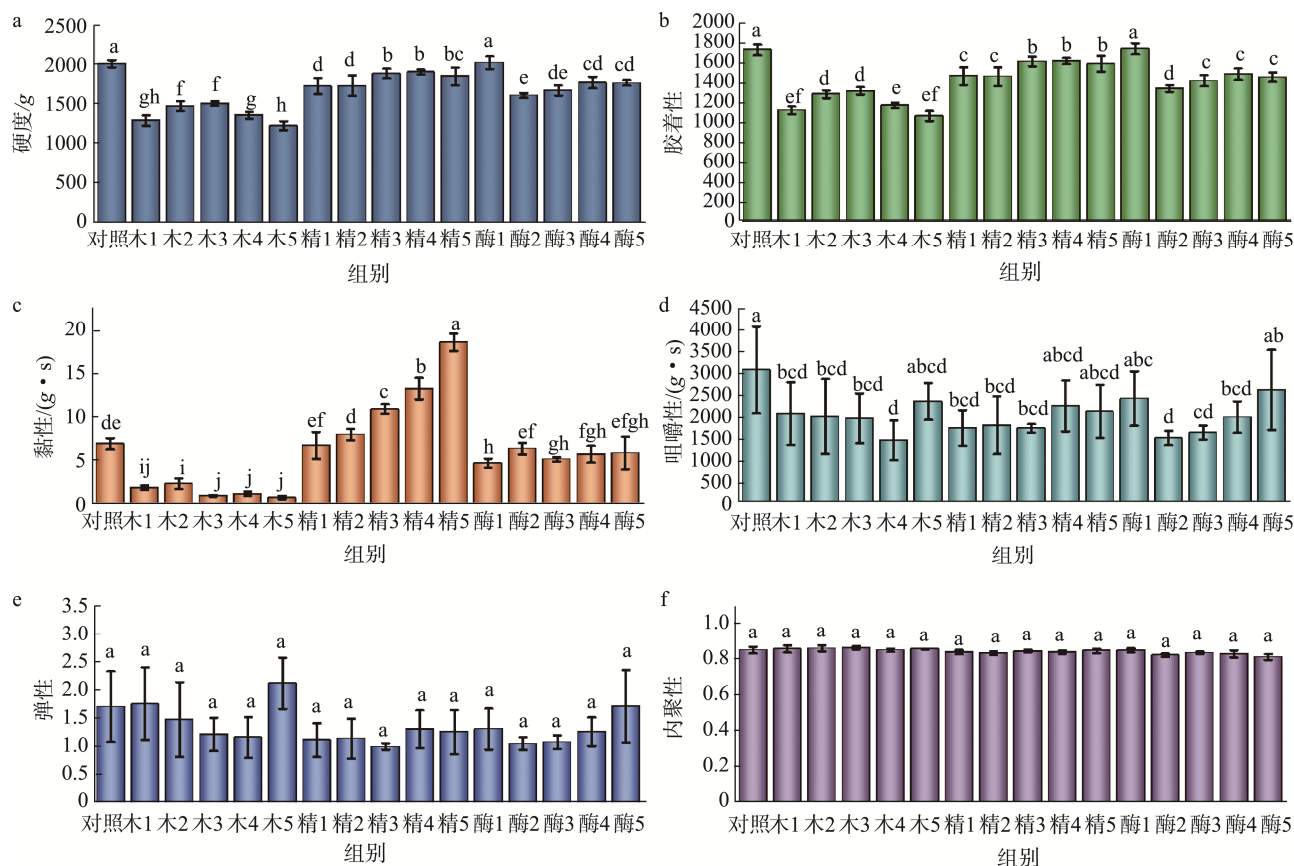 a
硬度/g
2500
2000
1500
1000
500
0
a gh f f g h d d b b bc a e de cd cd
对照 木1 木2 木3 木4 木5 精1 精2 精3 精4 精5 酶1 酶2 酶3 酶4 酶5
组别
b
胶着性
2000
1800
1600
1400
1200
1000
800
600
400
200
0
a ef d d e ef c c b b b a d c c c
对照 木1 木2 木3 木4 木5 精1 精2 精3 精4 精5 酶1 酶2 酶3 酶4 酶5
组别
c
黏性/(g·s)
20
15
10
5
0
de ij i j j j ef d c b a h ef gh fgh efgh
对照 木1 木2 木3 木4 木5 精1 精2 精3 精4 精5 酶1 酶2 酶3 酶4 酶5
组别
d
咀嚼性/(g·s)
4500
4000
3500
3000
2500
2000
1500
1000
500
0
a bcd bcd bcd d abcd bcd bcd bcd abcd abcd abc d cd bcd ab
对照 木1 木2 木3 木4 木5 精1 精2 精3 精4 精5 酶1 酶2 酶3 酶4 酶5
组别
e
弹性
3.5
3.0
2.5
2.0
1.5
1.0
0.5
0
a a a a a a a a a a a a a a a a
对照 木1 木2 木3 木4 木5 精1 精2 精3 精4 精5 酶1 酶2 酶3 酶4 酶5
组别
f
内聚性
1.0
0.8
0.6
0.4
0.2
0
a a a a a a a a a a a a a a a a
对照 木1 木2 木3 木4 木5 精1 精2 精3 精4 精5 酶1 酶2 酶3 酶4 酶5
组别